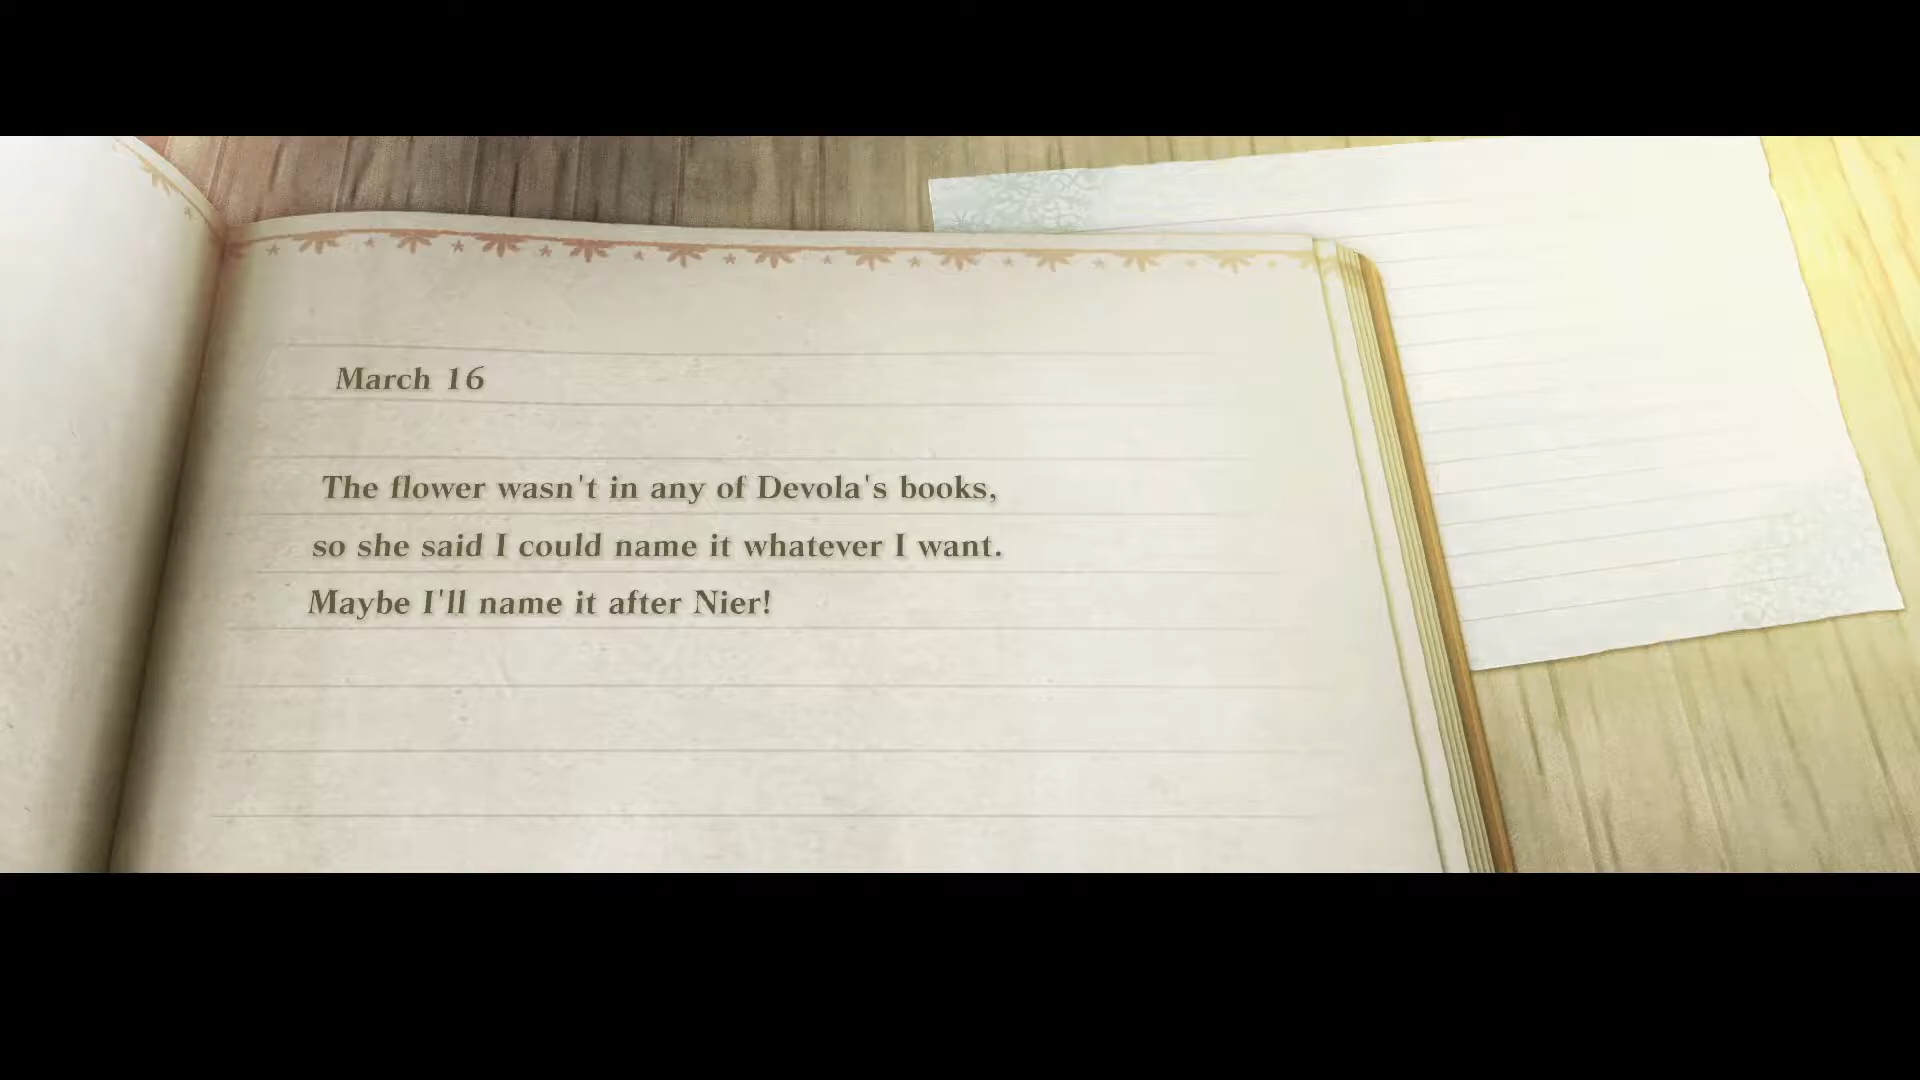 March 16
The flower wasn't in any of Devola's books,
so she said I could name it whatever I want.
Maybe I'll name it after Nier!